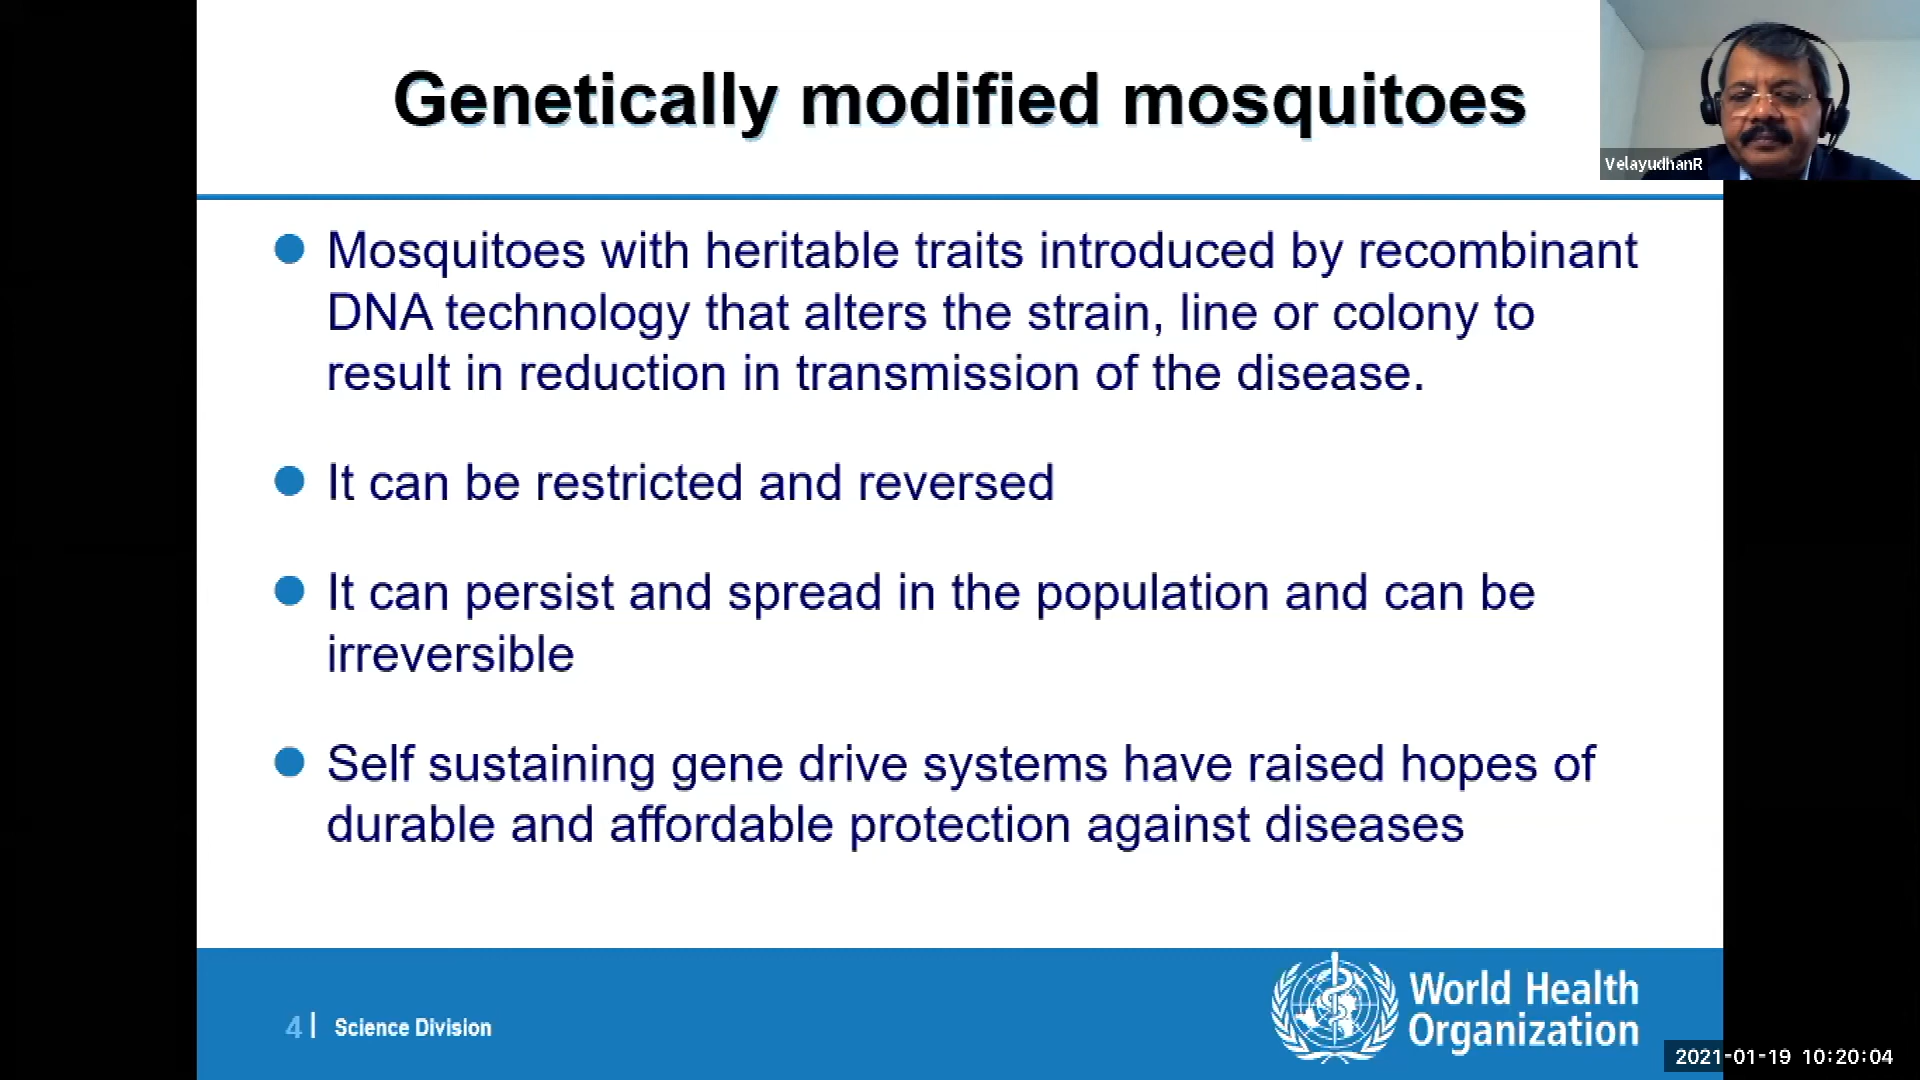 Genetically modified mosquitoes
VelayudhanR
Mosquitoes with heritable traits introduced by recombinant
DNA technology that alters the strain, line or colony to
result in reduction in transmission of the disease.
It can be restricted and reversed
It can persist and spread in the population and can be
irreversible
Self sustaining gene drive systems have raised hopes of
durable and affordable protection against diseases
4 | Science Division
World Health
Organization
2021-01-19 10:20:04